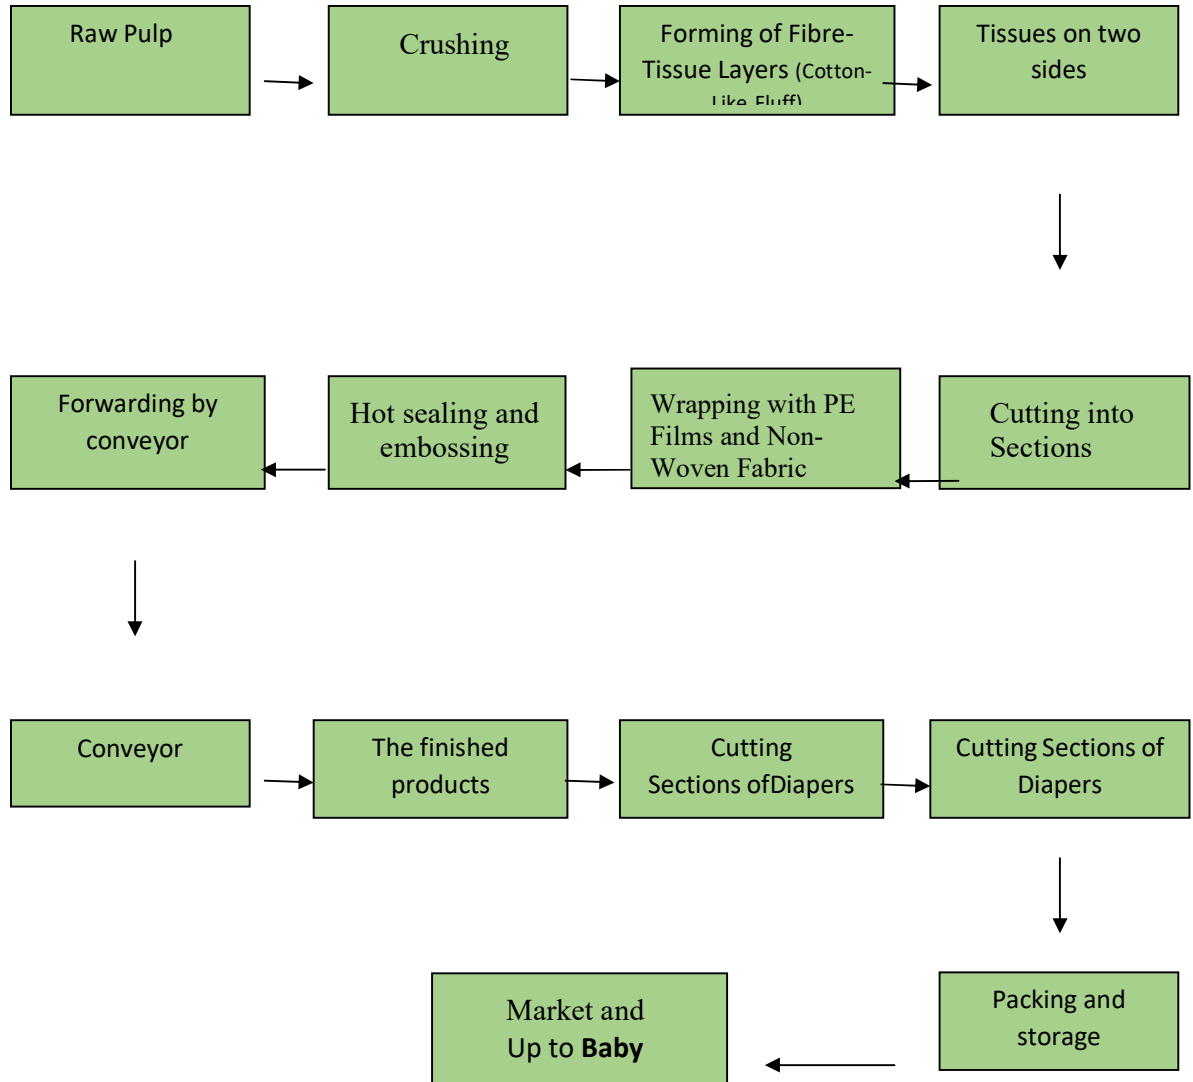 Raw Pulp
Crushing
Forming of Fibre-
Tissue Layers (Cotton-
Like Fluff)
Tissues on two
sides
Forwarding by
conveyor
Hot sealing and
embossing
Wrapping with PE
Films and Non-
Woven Fabric
Cutting into
Sections
Conveyor
The finished
products
Cutting
Sections ofDiapers
Cutting Sections of
Diapers
Market and
Up to Baby
Packing and
storage